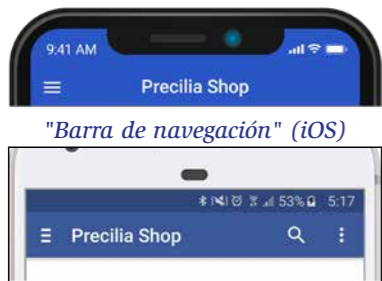 9:41 AM
Precilia Shop
"Barra de navegación" (iOS)
53% 5:17
Precilia Shop